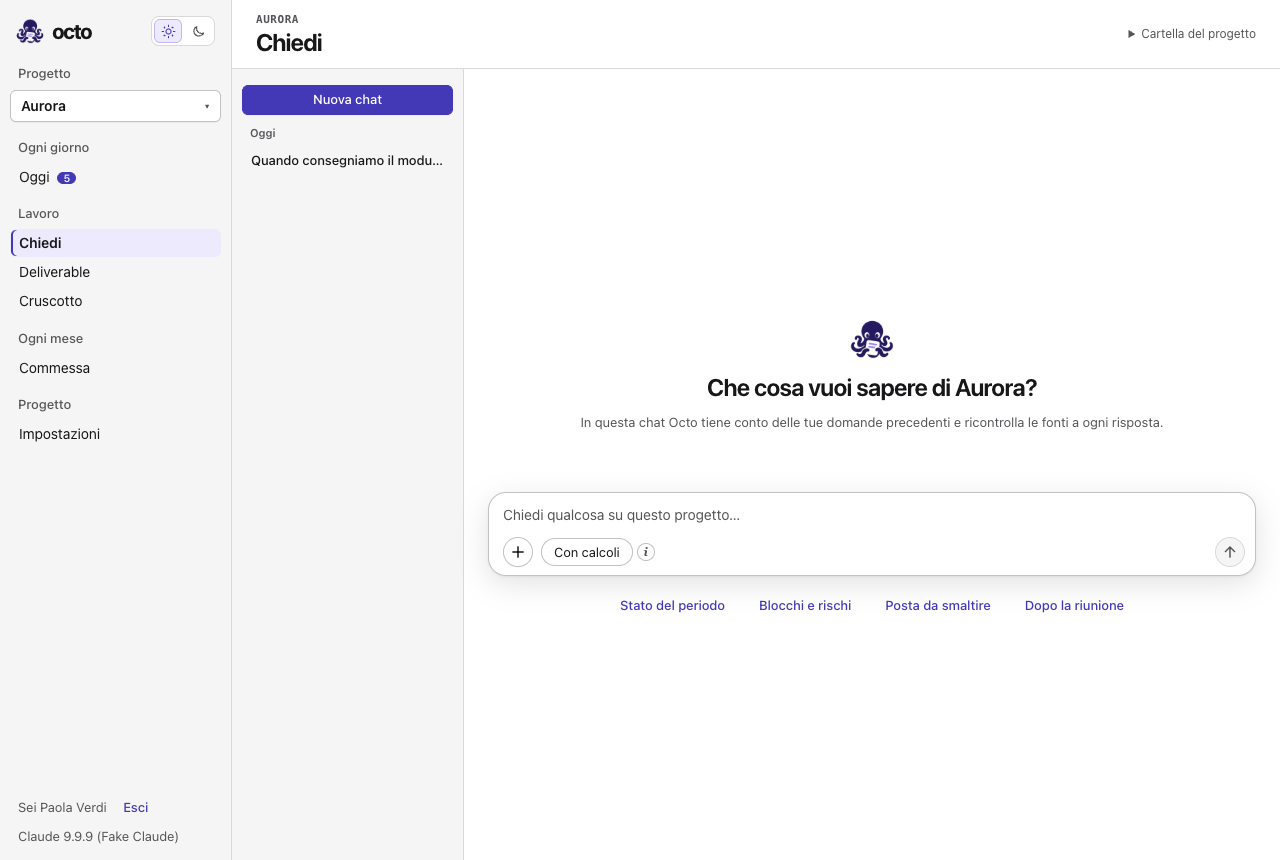 octo
Progetto
Aurora
Ogni giorno
Oggi 5
Lavoro
Chiedi
Deliverable
Cruscotto
Ogni mese
Commessa
Progetto
Impostazioni
Sei Paola Verdi Esci
Claude 9.9.9 (Fake Claude)
AURORA
Chiedi
Cartella del progetto
Nuova chat
Oggi
Quando consegniamo il modu...
Che cosa vuoi sapere di Aurora?
In questa chat Octo tiene conto delle tue domande precedenti e ricontrolla le fonti a ogni risposta.
Chiedi qualcosa su questo progetto...
Con calcoli i
Stato del periodo Blocchi e rischi Posta da smaltire Dopo la riunione